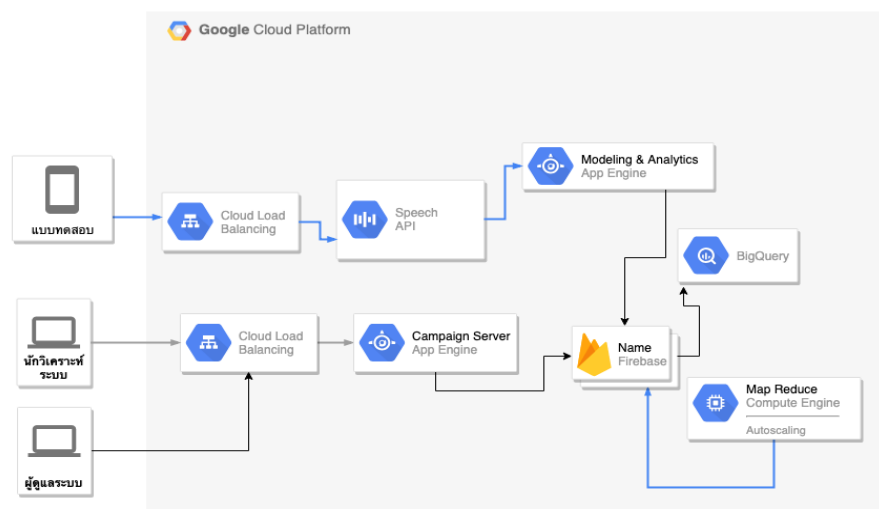 Google Cloud Platform
Modeling & Analytics
App Engine
แบบทดสอบ
Cloud Load
Balancing
Speech
API
BigQuery
นักวิเคราะห์
ระบบ
Cloud Load
Balancing
Campaign Server
App Engine
Name
Firebase
Map Reduce
Compute Engine
Autoscaling
ผู้ดูแลระบบ